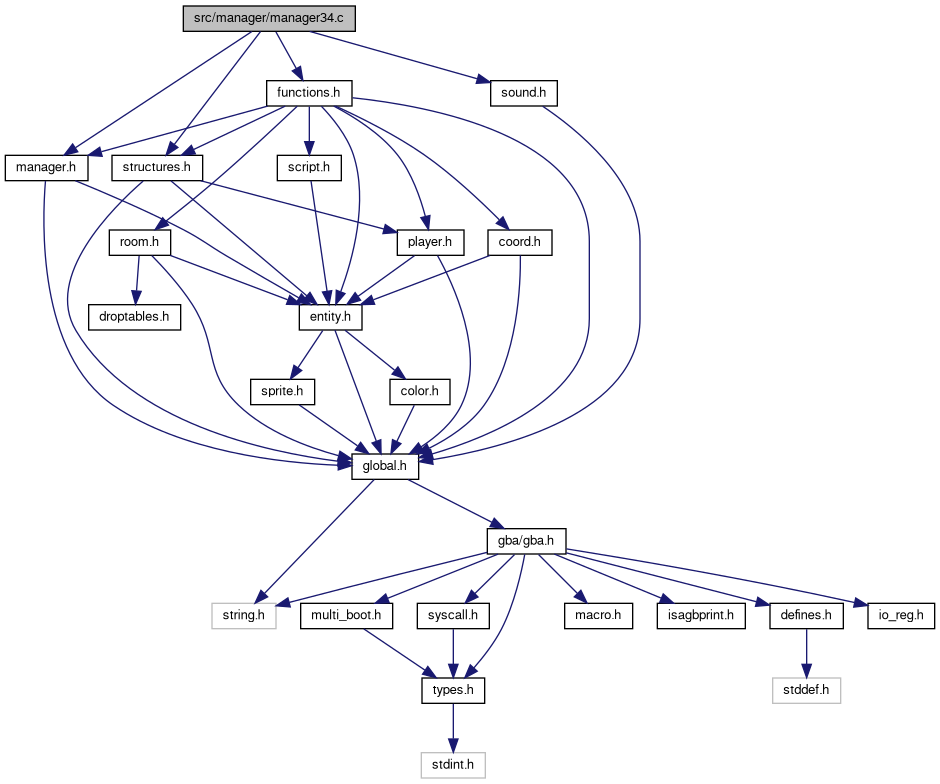 src/manager/manager34.c
functions.h
sound.h
manager.h
structures.h
script.h
room.h
player.h
coord.h
droptables.h
entity.h
sprite.h
color.h
global.h
gba/gba.h
string.h
multi_boot.h
syscall.h
macro.h
isagbprint.h
defines.h
io_reg.h
types.h
stddef.h
stdint.h